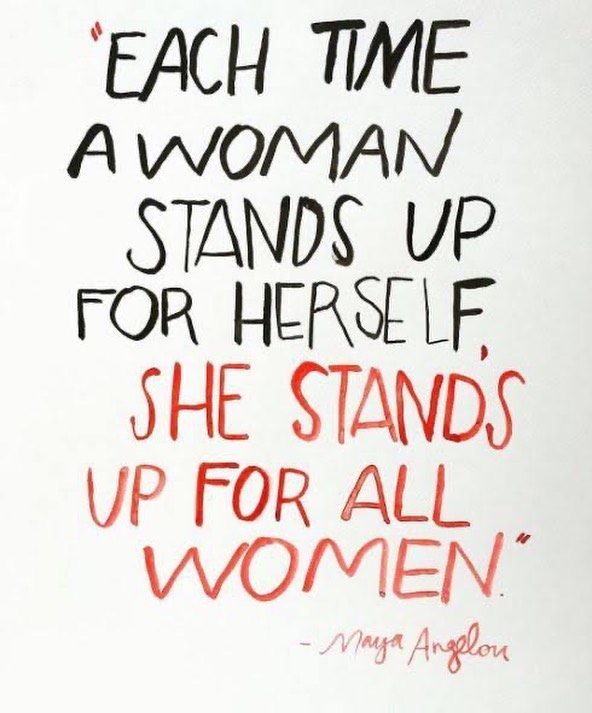 "EACH TIME
A WOMAN
STANDS UP
FOR HERSELF,
SHE STANDS
UP FOR ALL
WOMEN."
- Maya Angelou